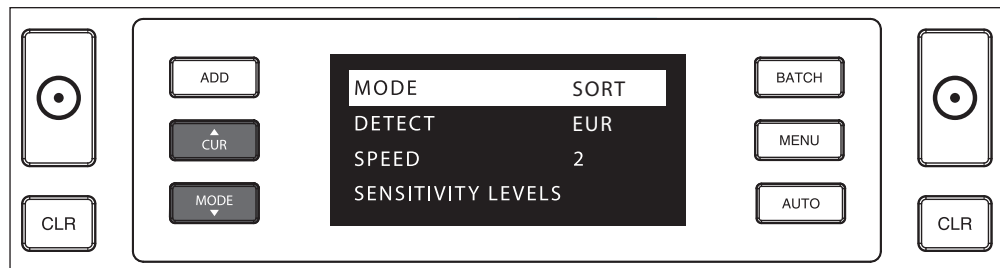 CLR
ADD
CUR
MODE
MODE SORT
DETECT EUR
SPEED 2
SENSITIVITY LEVELS
BATCH
MENU
AUTO
CLR